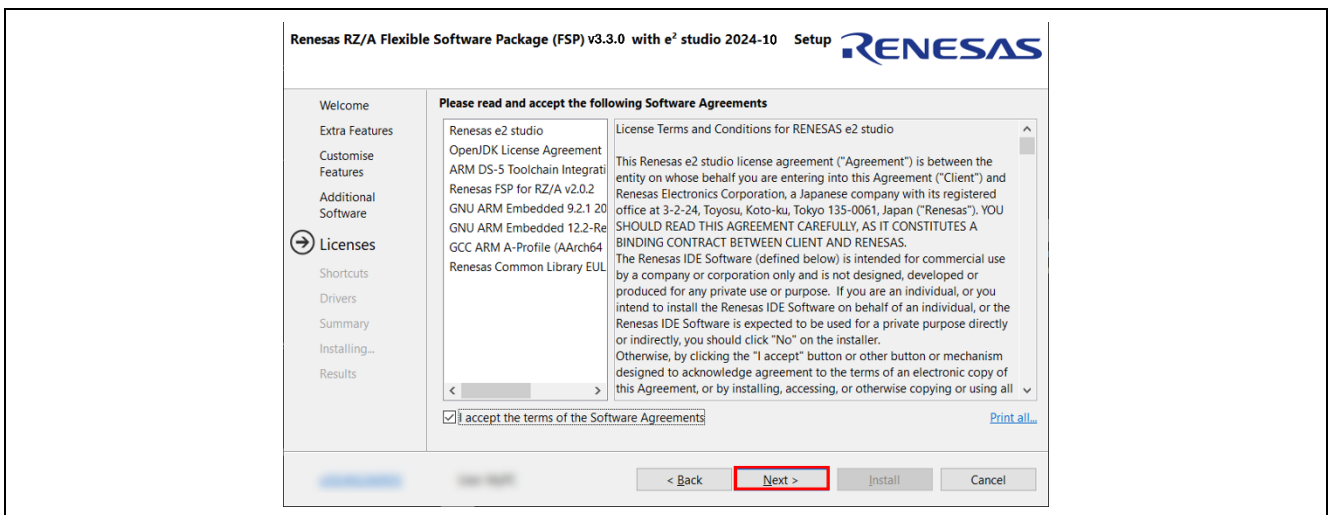 Renesas RZ/A Flexible Software Package (FSP) v3.3.0 with e² studio 2024-10 Setup
RENESAS
Welcome
Extra Features
Customise
Features
Additional
Software
Licenses
Shortcuts
Drivers
Summary
Installing...
Results
Please read and accept the following Software Agreements
Renesas e2 studio
OpenJDK License Agreement
ARM DS-5 Toolchain Integrati
Renesas FSP for RZ/A v2.0.2
GNU ARM Embedded 9.2.1 20
GNU ARM Embedded 12.2-Re
GCC ARM A-Profile (AArch64
Renesas Common Library EUL
License Terms and Conditions for RENESAS e2 studio
This Renesas e2 studio license agreement ("Agreement") is between the
entity on whose behalf you are entering into this Agreement ("Client") and
Renesas Electronics Corporation, a Japanese company with its registered
office at 3-2-24, Toyosu, Koto-ku, Tokyo 135-0061, Japan ("Renesas"). YOU
SHOULD READ THIS AGREEMENT CAREFULLY, AS IT CONSTITUTES A
BINDING CONTRACT BETWEEN CLIENT AND RENESAS.
The Renesas IDE Software (defined below) is intended for commercial use
by a company or corporation only and is not designed, developed or
produced for any private use or purpose. If you are an individual, or you
intend to install the Renesas IDE Software on behalf of an individual, or the
Renesas IDE Software is expected to be used for a private purpose directly
or indirectly, you should click "No" on the installer.
Otherwise, by clicking the "I accept" button or other button or mechanism
designed to acknowledge agreement to the terms of an electronic copy of
this Agreement, or by installing, accessing, or otherwise copying or using all
I accept the terms of the Software Agreements
Print all...
< Back
Next >
Install
Cancel